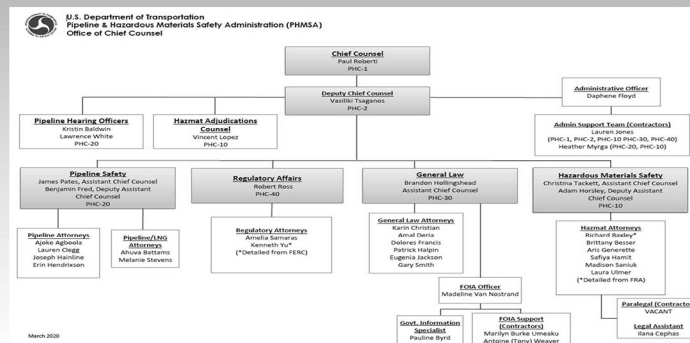 U.S. Department of Transportation
Pipeline & Hazardous Materials Safety Administration (PHMSA)
Office of Chief Counsel
Chief Counsel
Paul Roberti
PHC-1
Deputy Chief Counsel
Vasiliki Tsaganos
PHC-2
Administrative Officer
Daphene Floyd
Pipeline Hearing Officers
Kristin Baldwin
Lawrence White
PHC-20
Hazmat Adjudications
Counsel
Vincent Lopez
PHC-10
Admin Support Team (Contractors)
Lauren Jones
(PHC-1, PHC-2, PHC-10 PHC-30, PHC-40)
Heather Myrga (PHC-20, PHC-10)
Pipeline Safety
James Pates, Assistant Chief Counsel
Benjamin Fred, Deputy Assistant
Chief Counsel
PHC-20
Regulatory Affairs
Robert Ross
PHC-40
General Law
Brandon Hollingshead
Assistant Chief Counsel
PHC-30
Hazardous Materials Safety
Christina Tackett, Assistant Chief Counsel
Adam Horsley, Deputy Assistant
Chief Counsel
PHC-10
Pipeline Attorneys
Ajoke Agboola
Lauren Clegg
Joseph Hainline
Erin Hendrixson
Pipeline/LNG
Attorneys
Ahuva Battams
Melanie Stevens
Regulatory Attorneys
Amelia Samaras
Kenneth Yu*
(*Detailed from FERC)
General Law Attorneys
Karin Christian
Amal Deria
Dolores Francis
Patrick Halpin
Eugenia Jackson
Gary Smith
Hazmat Attorneys
Richard Baxley*
Brittany Besser
Aris Generette
Safiya Hamit
Madison Saniuk
Laura Ulmer
(*Detailed from FRA)
FOIA Officer
Madeline Van Nostrand
Govt. Information
Specialist
Pauline Byrd
FOIA Support
(Contractors)
Marilyn Burke Umeaku
Antoine (Tony) Weaver
Paralegal (Contractor
VACANT
Legal Assistant
Ilana Cephas
March 2020